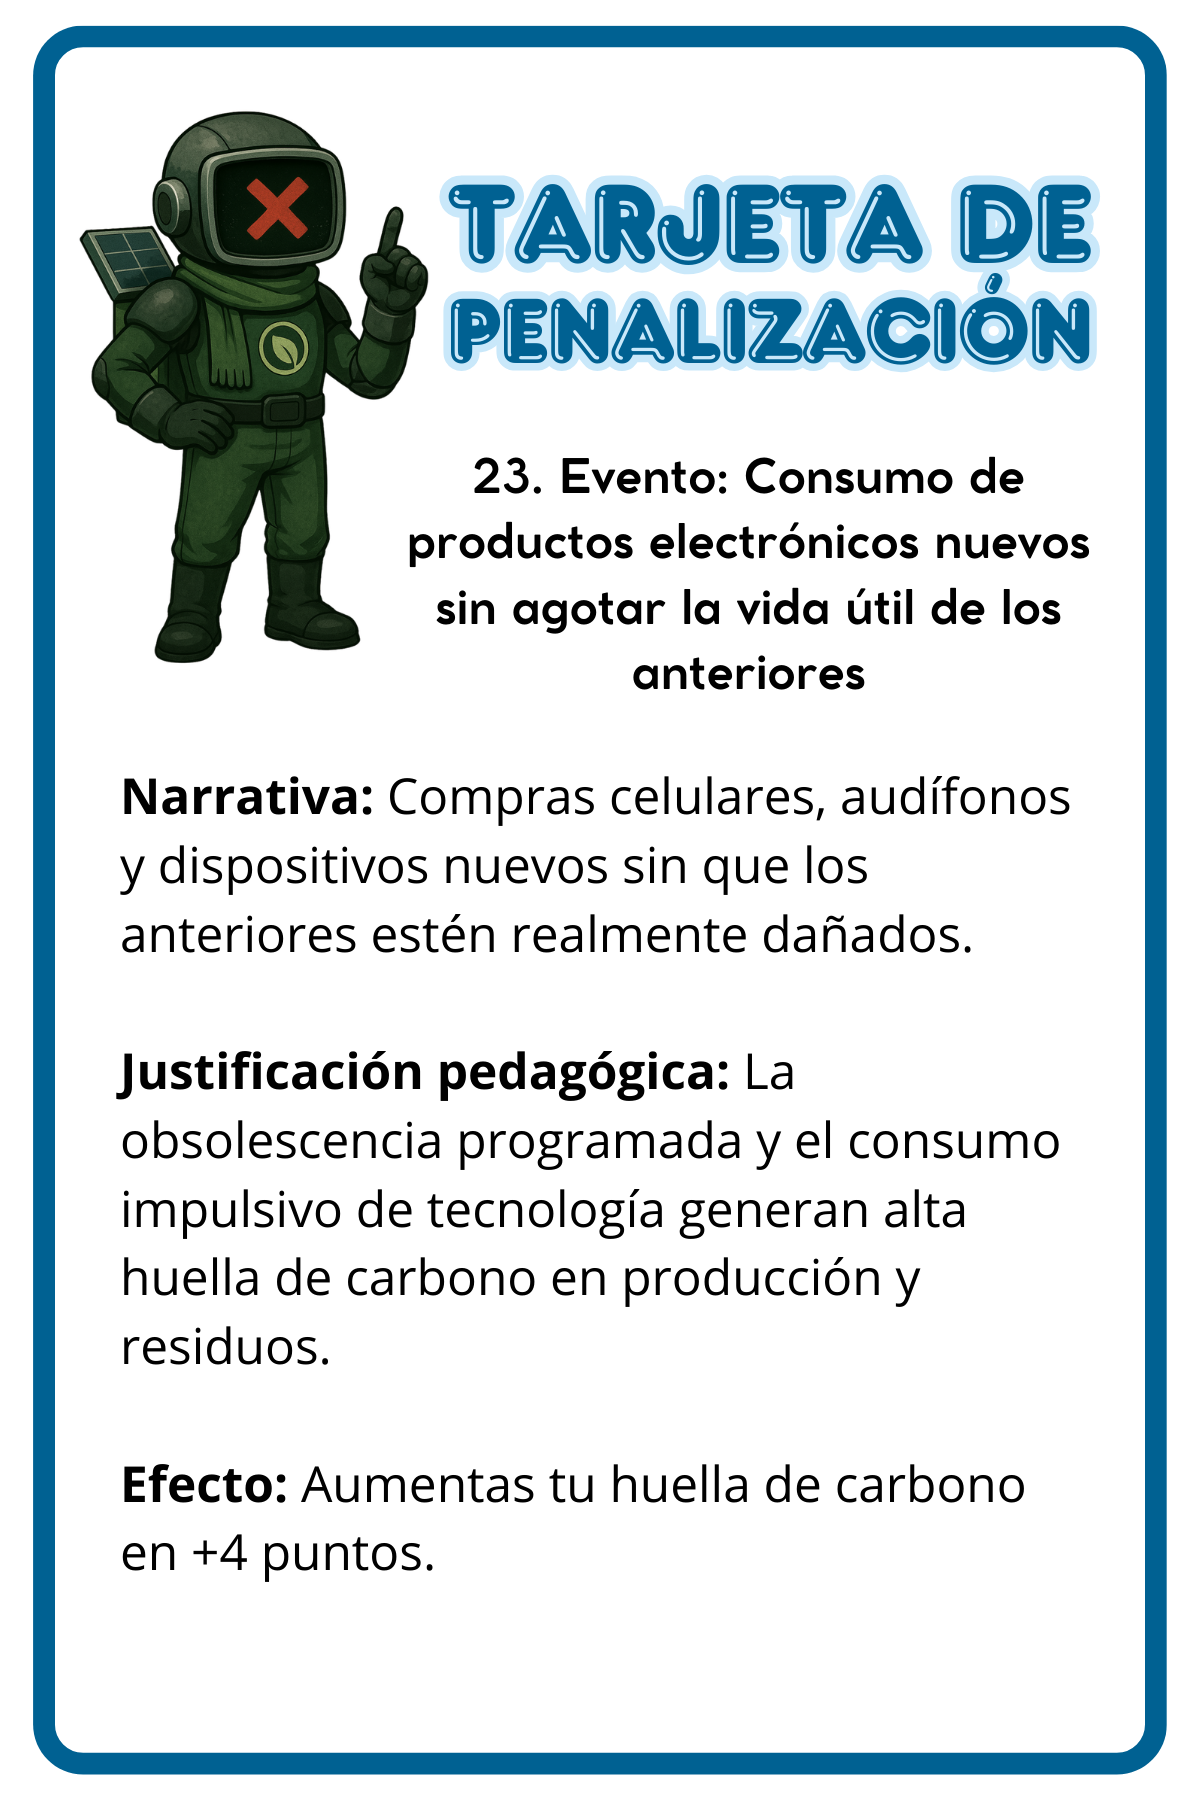 TARJETA DE
PENALIZACIÓN
23. Evento: Consumo de
productos electrónicos nuevos
sin agotar la vida útil de los
anteriores
Narrativa: Compras celulares, audífonos
y dispositivos nuevos sin que los
anteriores estén realmente dañados.
Justificación pedagógica: La
obsolescencia programada y el consumo
impulsivo de tecnología generan alta
huella de carbono en producción y
residuos.
Efecto: Aumentas tu huella de carbono
en +4 puntos.